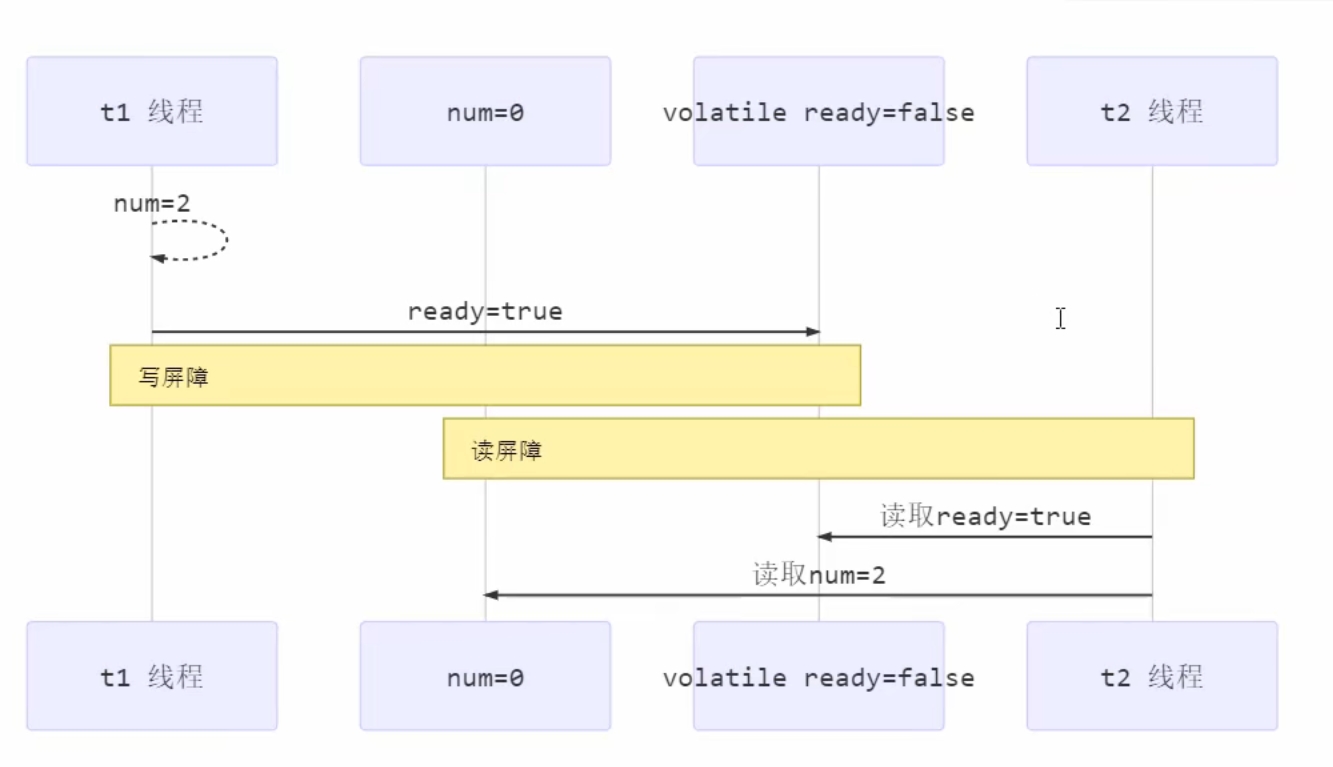 t1 线程
num=0
volatile ready=false
t2 线程
num=2
ready=true
写屏障
读屏障
读取ready=true
读取num=2
t1 线程
num=0
volatile ready=false
t2 线程